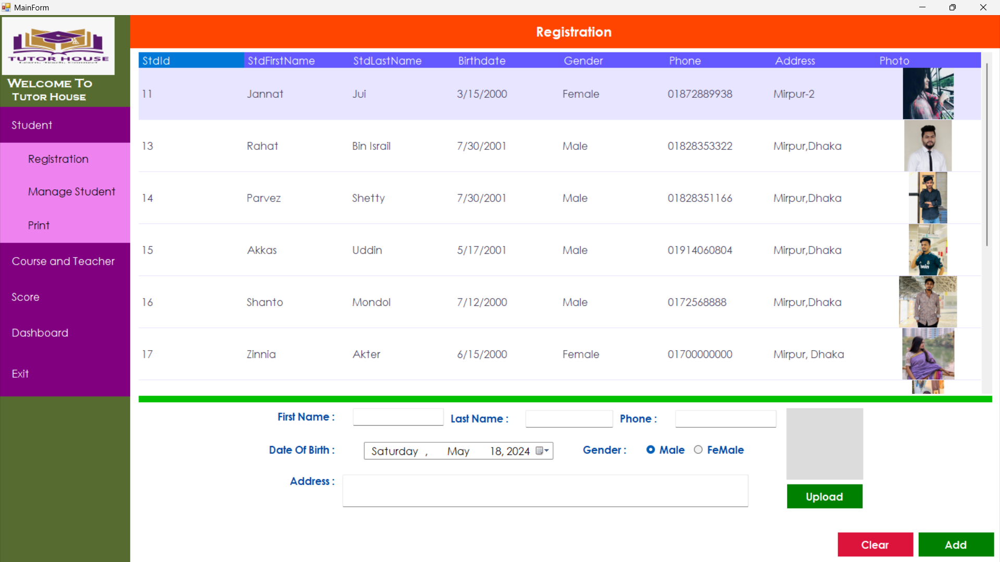 MainForm
TUTOR HOUSE
Learn, Teach, Connect
WELCOME TO
TUTOR HOUSE
Student
Registration
Manage Student
Print
Course and Teacher
Score
Dashboard
Exit
Registration
StdId StdFirstName StdLastName Birthdate Gender Phone Address Photo
11 Jannat Jui 3/15/2000 Female 01872889938 Mirpur-2
13 Rahat Bin Israil 7/30/2001 Male 01828353322 Mirpur,Dhaka
14 Parvez Shetty 7/30/2001 Male 01828351166 Mirpur,Dhaka
15 Akkas Uddin 5/17/2001 Male 01914060804 Mirpur,Dhaka
16 Shanto Mondol 7/12/2000 Male 0172568888 Mirpur,Dhaka
17 Zinnia Akter 6/15/2000 Female 01700000000 Mirpur, Dhaka
First Name : Last Name : Phone :
Date Of Birth : Saturday , May 18, 2024 Gender : Male FeMale
Address :
Upload
Clear Add